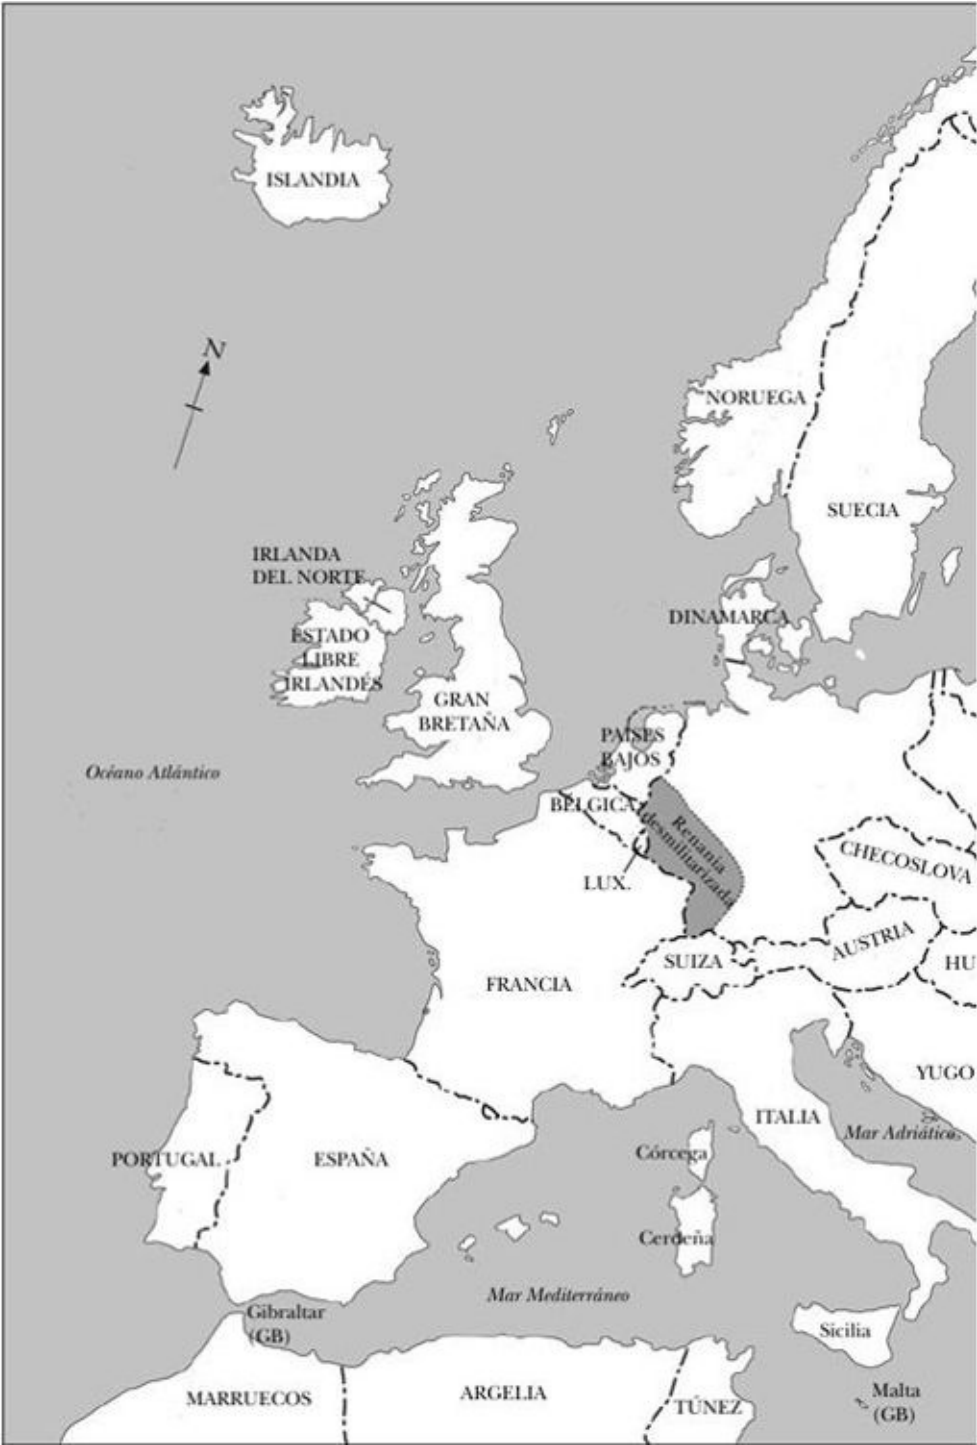 ISLANDIA
N
NORUEGA
SUECIA
IRLANDA
DEL NORTE
DINAMARCA
ESTADO
LIBRE
IRLANDÉS
GRAN
BRETAÑA
PAÍSES
BAJOS
Océano Atlántico
BÉLGICA
Renania
desmilitarizada
CHECOSLOVA
LUX.
AUSTRIA
SUIZA
HU
FRANCIA
YUGO
ITALIA
Mar Adriático
Córcega
PORTUGAL
ESPAÑA
Cerdeña
Mar Mediterráneo
Gibraltar
(GB)
Sicilia
MARRUECOS
ARGELIA
TÚNEZ
Malta
(GB)